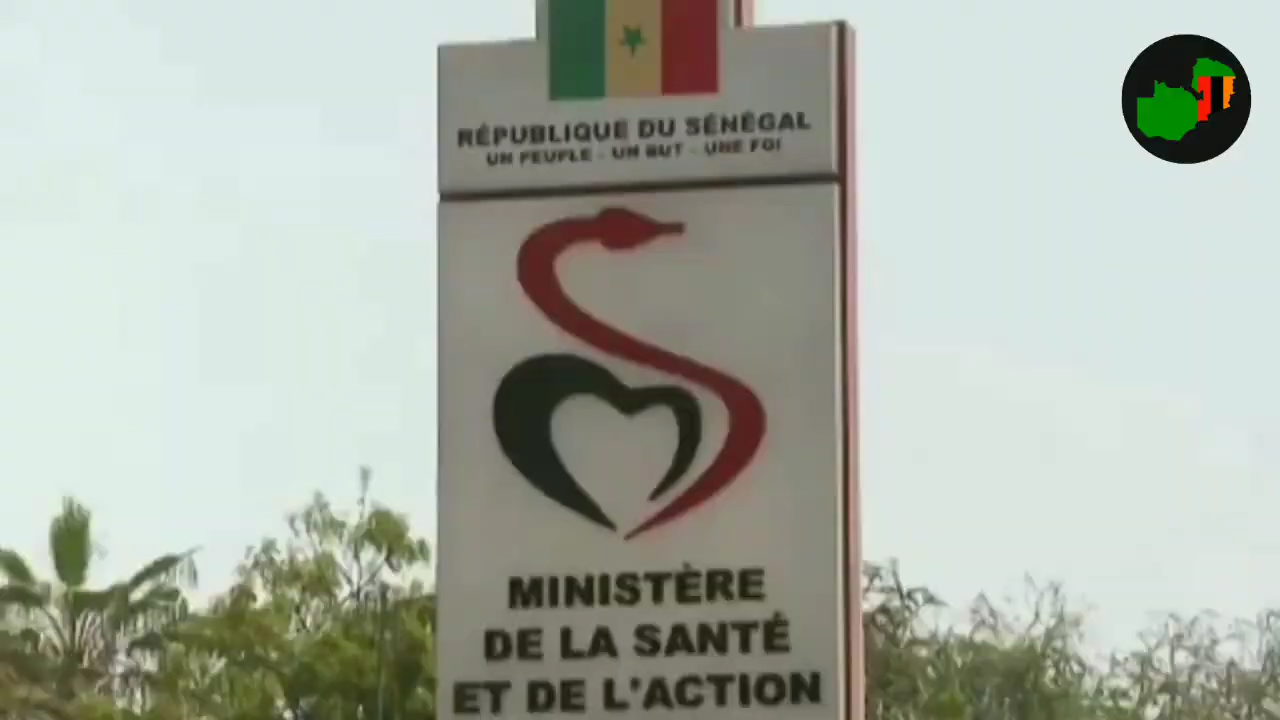 RÉPUBLIQUE DU SÉNÉGAL
UN PEUPLE - UN BUT - UNE FOI
MINISTÈRE
DE LA SANTÉ
ET DE L'ACTION